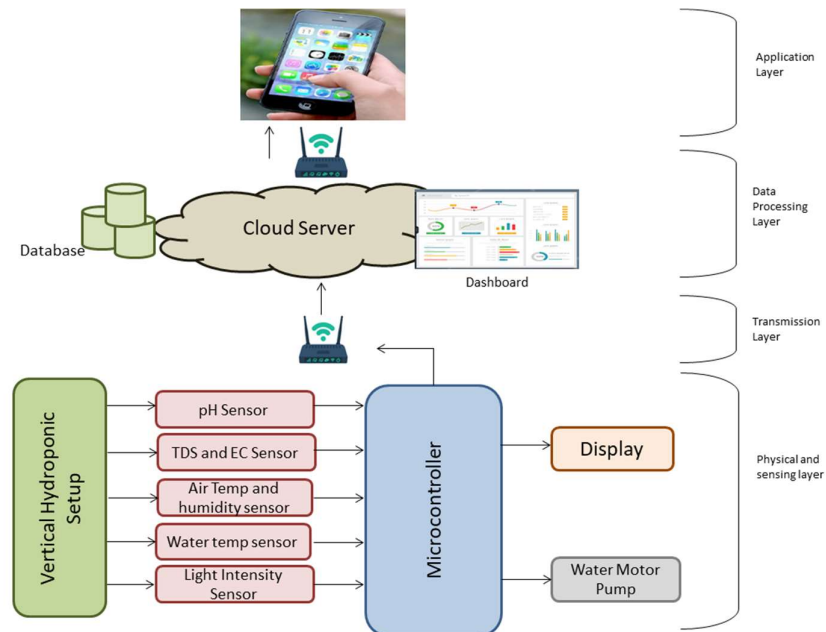 Application
Layer
Database
Cloud Server
Dashboard
Data
Processing
Layer
Transmission
Layer
Vertical Hydroponic
Setup
pH Sensor
TDS and EC Sensor
Air Temp and
humidity sensor
Water temp sensor
Light Intensity
Sensor
Microcontroller
Display
Water Motor
Pump
Physical and
sensing layer